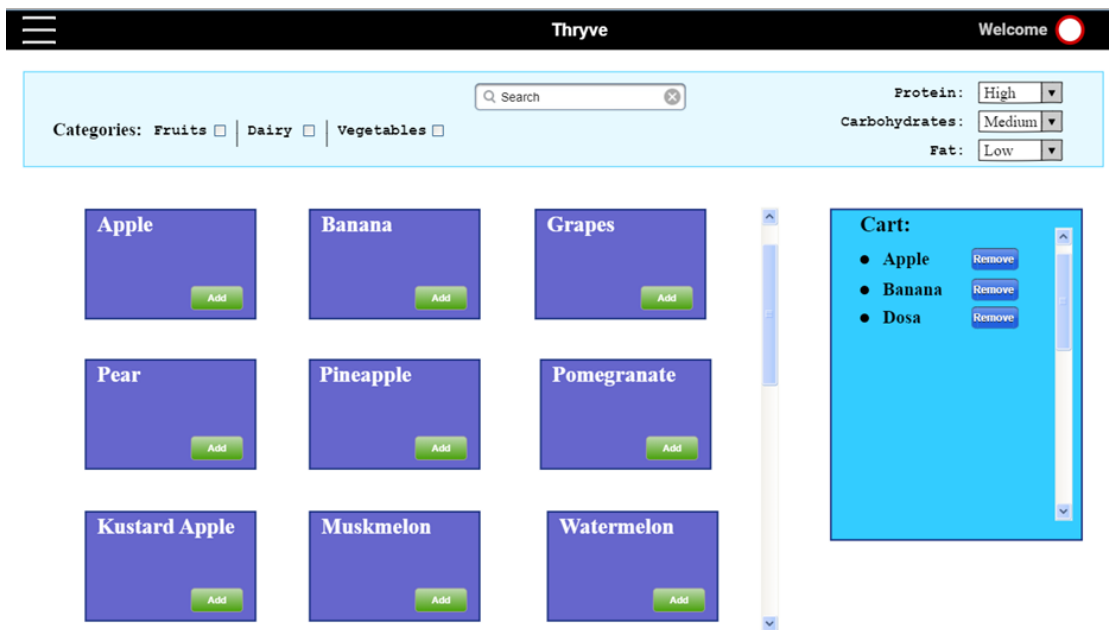 Thryve
Welcome
Search
Categories: Fruits Dairy Vegetables
Protein: High
Carbohydrates: Medium
Fat: Low
Apple
Add
Banana
Add
Grapes
Add
Pear
Add
Pineapple
Add
Pomegranate
Add
Kustard Apple
Add
Muskmelon
Add
Watermelon
Add
Cart:
Apple Remove
Banana Remove
Dosa Remove